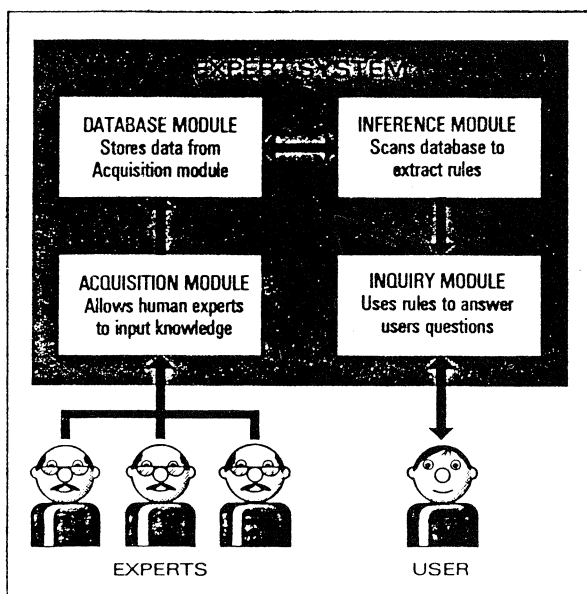 EXPERT SYSTEM
DATABASE MODULE
Stores data from
Acquisition module
INFERENCE MODULE
Scans database to
extract rules
ACQUISITION MODULE
Allows human experts
to input knowledge
INQUIRY MODULE
Uses rules to answer
users questions
EXPERTS
USER